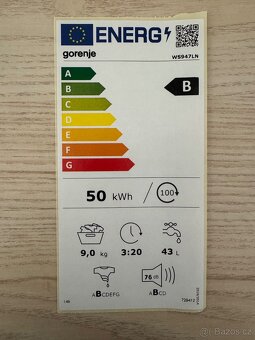 ENERG
gorenje
WS947LN
A
B
B
C
D
E
F
G
50 kWh
100
9,0 kg
3:20
43 L
ABCDEFG
76 dB
ABCD